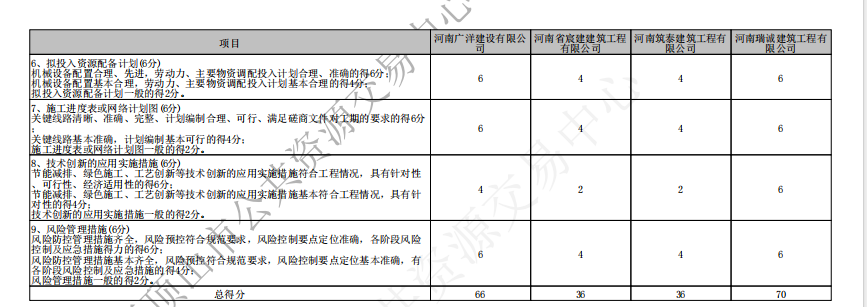 项目
河南广洋建设有限公
司
河南省宸建建筑工程
有限公司
河南筑泰建筑工程有
限公司
河南瑞诚建筑工程有
限公司
6、拟投入资源配备计划(6分)
机械设备配置合理、先进，劳动力、主要物资调配投入计划合理、准确的得6分；
机械设备配置基本合理，劳动力、主要物资调配投入计划基本合理的得4分；
拟投入资源配备计划一般的得2分。
6
4
4
6
7、施工进度表或网络计划图(6分)
关键线路清晰、准确、完整、计划编制合理、可行、满足磋商文件对工期的要求的得6分
；
关键线路基本准确，计划编制基本可行的得4分；
施工进度表或网络计划图一般的得2分。
6
4
4
6
8、技术创新的应用实施措施(6分)
节能减排、绿色施工、工艺创新等技术创新的应用实施措施符合工程情况，具有针对性
、可行性、经济适用性的得6分；
节能减排、绿色施工、工艺创新等技术创新的应用实施措施基本符合工程情况，具有针
对性的得4分；
技术创新的应用实施措施一般的得2分。
4
2
2
6
9、风险管理措施(6分)
风险防控管理措施齐全，风险预控符合规范要求，风险控制要点定位准确，各阶段风险
控制及应急措施得力的得6分；
风险防控管理措施基本齐全，风险预控符合规范要求，风险控制要点定位基本准确，有
各阶段风险控制及应急措施的得4分；
风险管理措施一般的得2分。
6
4
4
6
总得分
66
36
36
70
顶山市公共资源交易
共资源交易中心